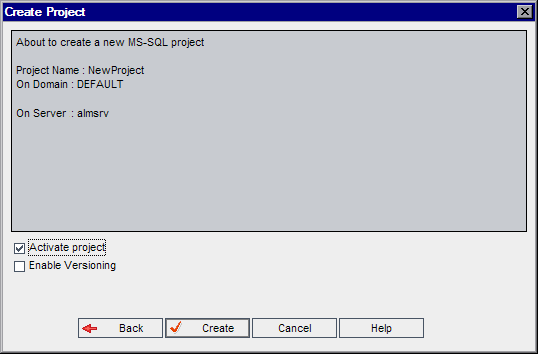 Create Project
About to create a new MS-SQL project
Project Name : NewProject
On Domain : DEFAULT
On Server : almsrv
Activate project
Enable Versioning
Back Create Cancel Help